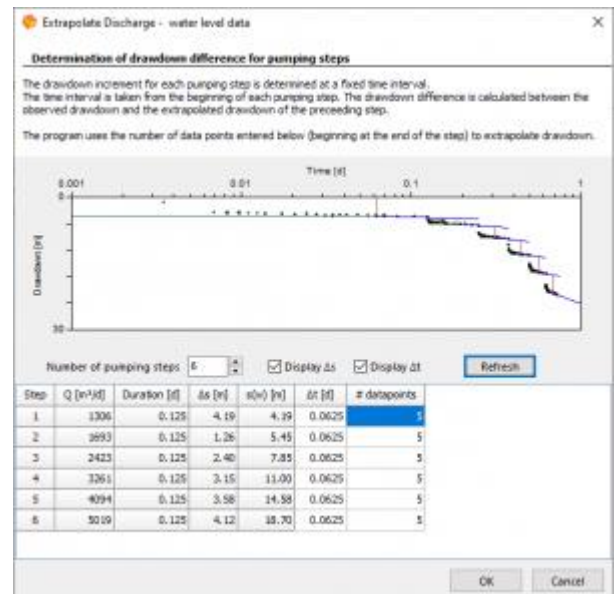 Extrapolate Discharge - water level data
Determination of drawdown difference for pumping steps
The drawdown increment for each pumping step is determined at a fixed time interval.
The time interval is taken from the beginning of each pumping step. The drawdown difference is calculated between the
observed drawdown and the extrapolated drawdown of the preceeding step.
The program uses the number of data points entered below (beginning at the end of the step) to extrapolate drawdown.
Time [d]
0.001 0.01 0.1 1
0
Drawdown [m]
30
Number of pumping steps 6 Display Δs Display Δt Refresh
Step Q [m³/d] Duration [d] Δs [m] s(w) [m] Δt [d] # datapoints
1 1306 0.125 4.19 4.19 0.0625 5
2 1693 0.125 1.26 5.45 0.0625 5
3 2423 0.125 2.40 7.85 0.0625 5
4 3261 0.125 3.15 11.00 0.0625 5
5 4094 0.125 3.58 14.58 0.0625 5
6 5019 0.125 4.12 18.70 0.0625 5
OK Cancel